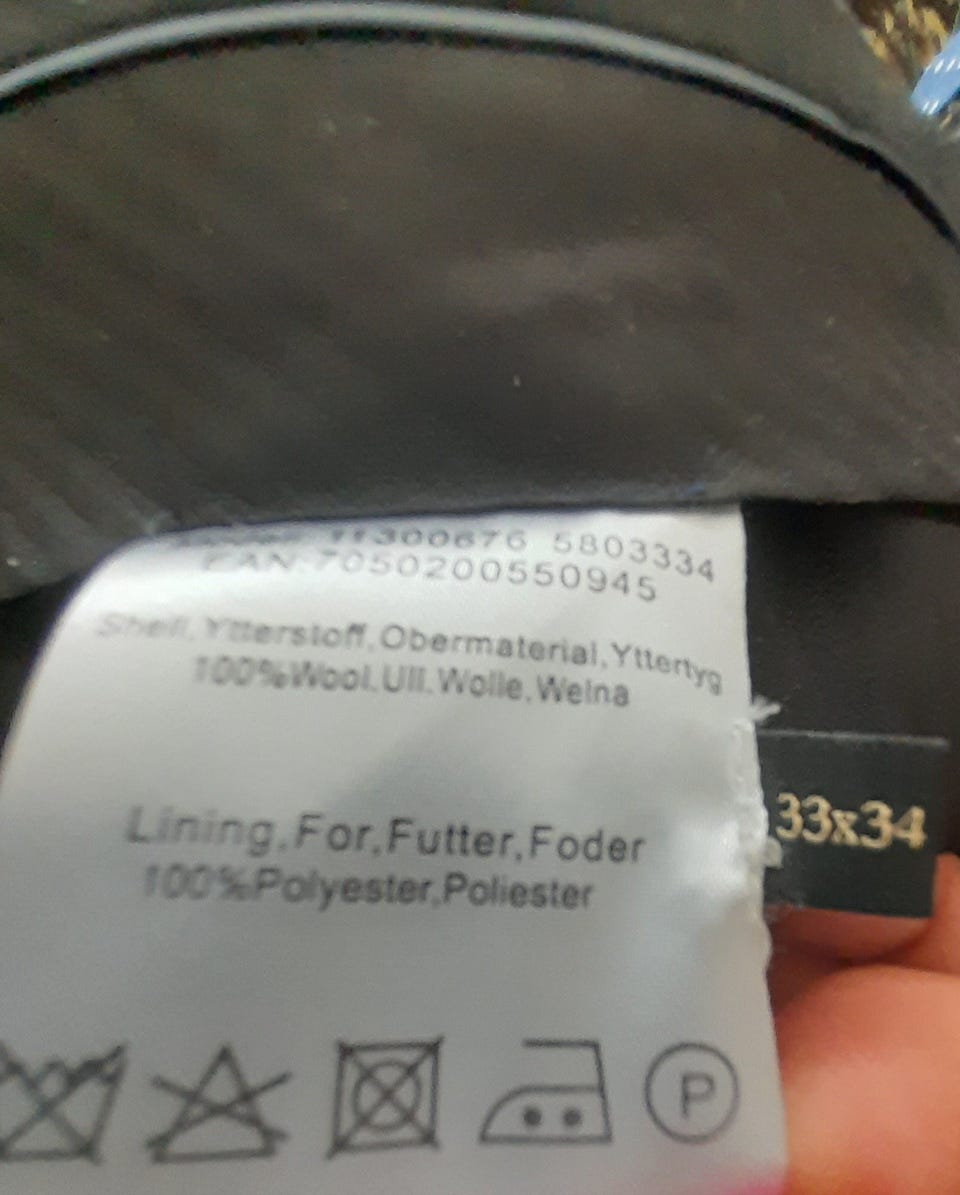 11300676 5803334
EAN:7050200550945
Shell,Ytterstoff,Obermaterial,Yttertyg
100%Wool,Ull,Wolle,Welna
Lining,For,Futter,Foder
100%Polyester,Poliester
33x34
P